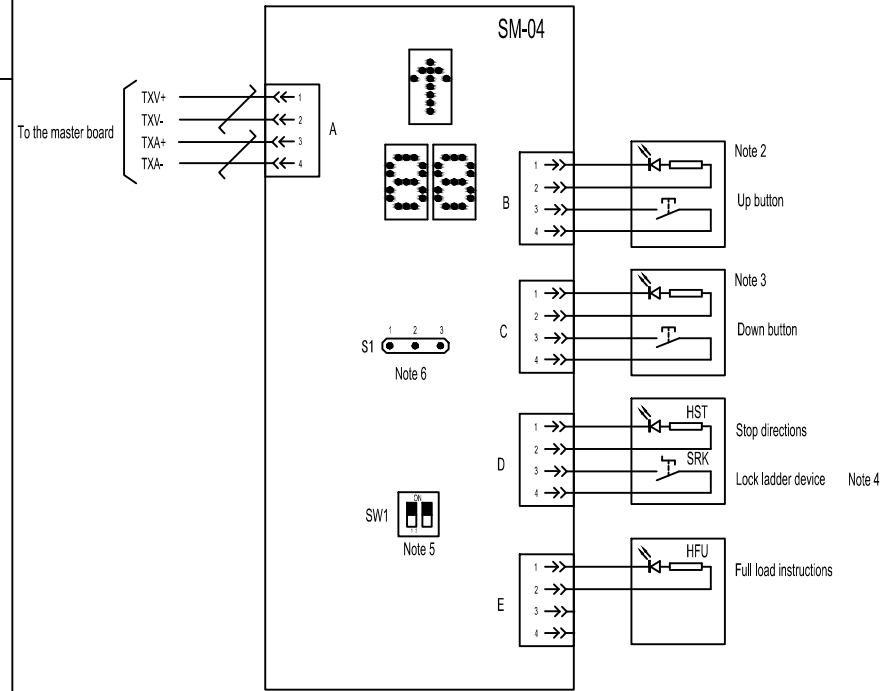 SM-04
To the master board
TXV+
TXV-
TXA+
TXA-
1
2
3
4
A
B
1
2
3
4
Note 2
Up button
C
1
2
3
4
Note 3
Down button
S1
1 2 3
Note 6
D
1
2
3
4
HST
SRK
Stop directions
Lock ladder device Note 4
SW1
ON
Note 5
E
1
2
3
4
HFU
Full load instructions